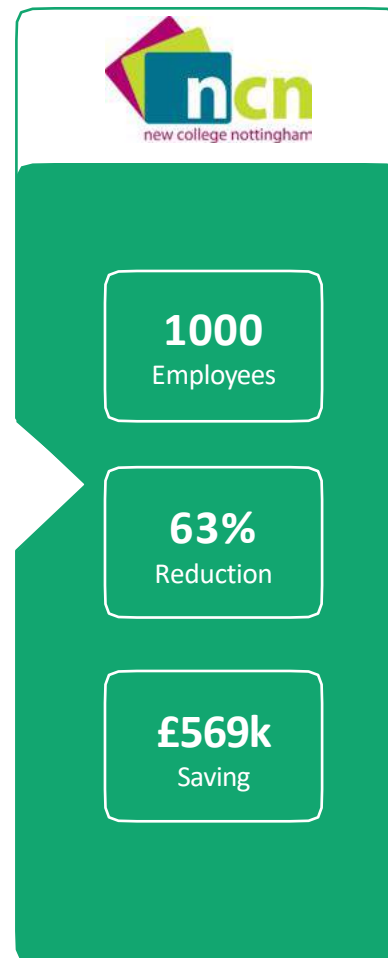 ncn
new college nottingham
1000
Employees
63%
Reduction
£569k
Saving